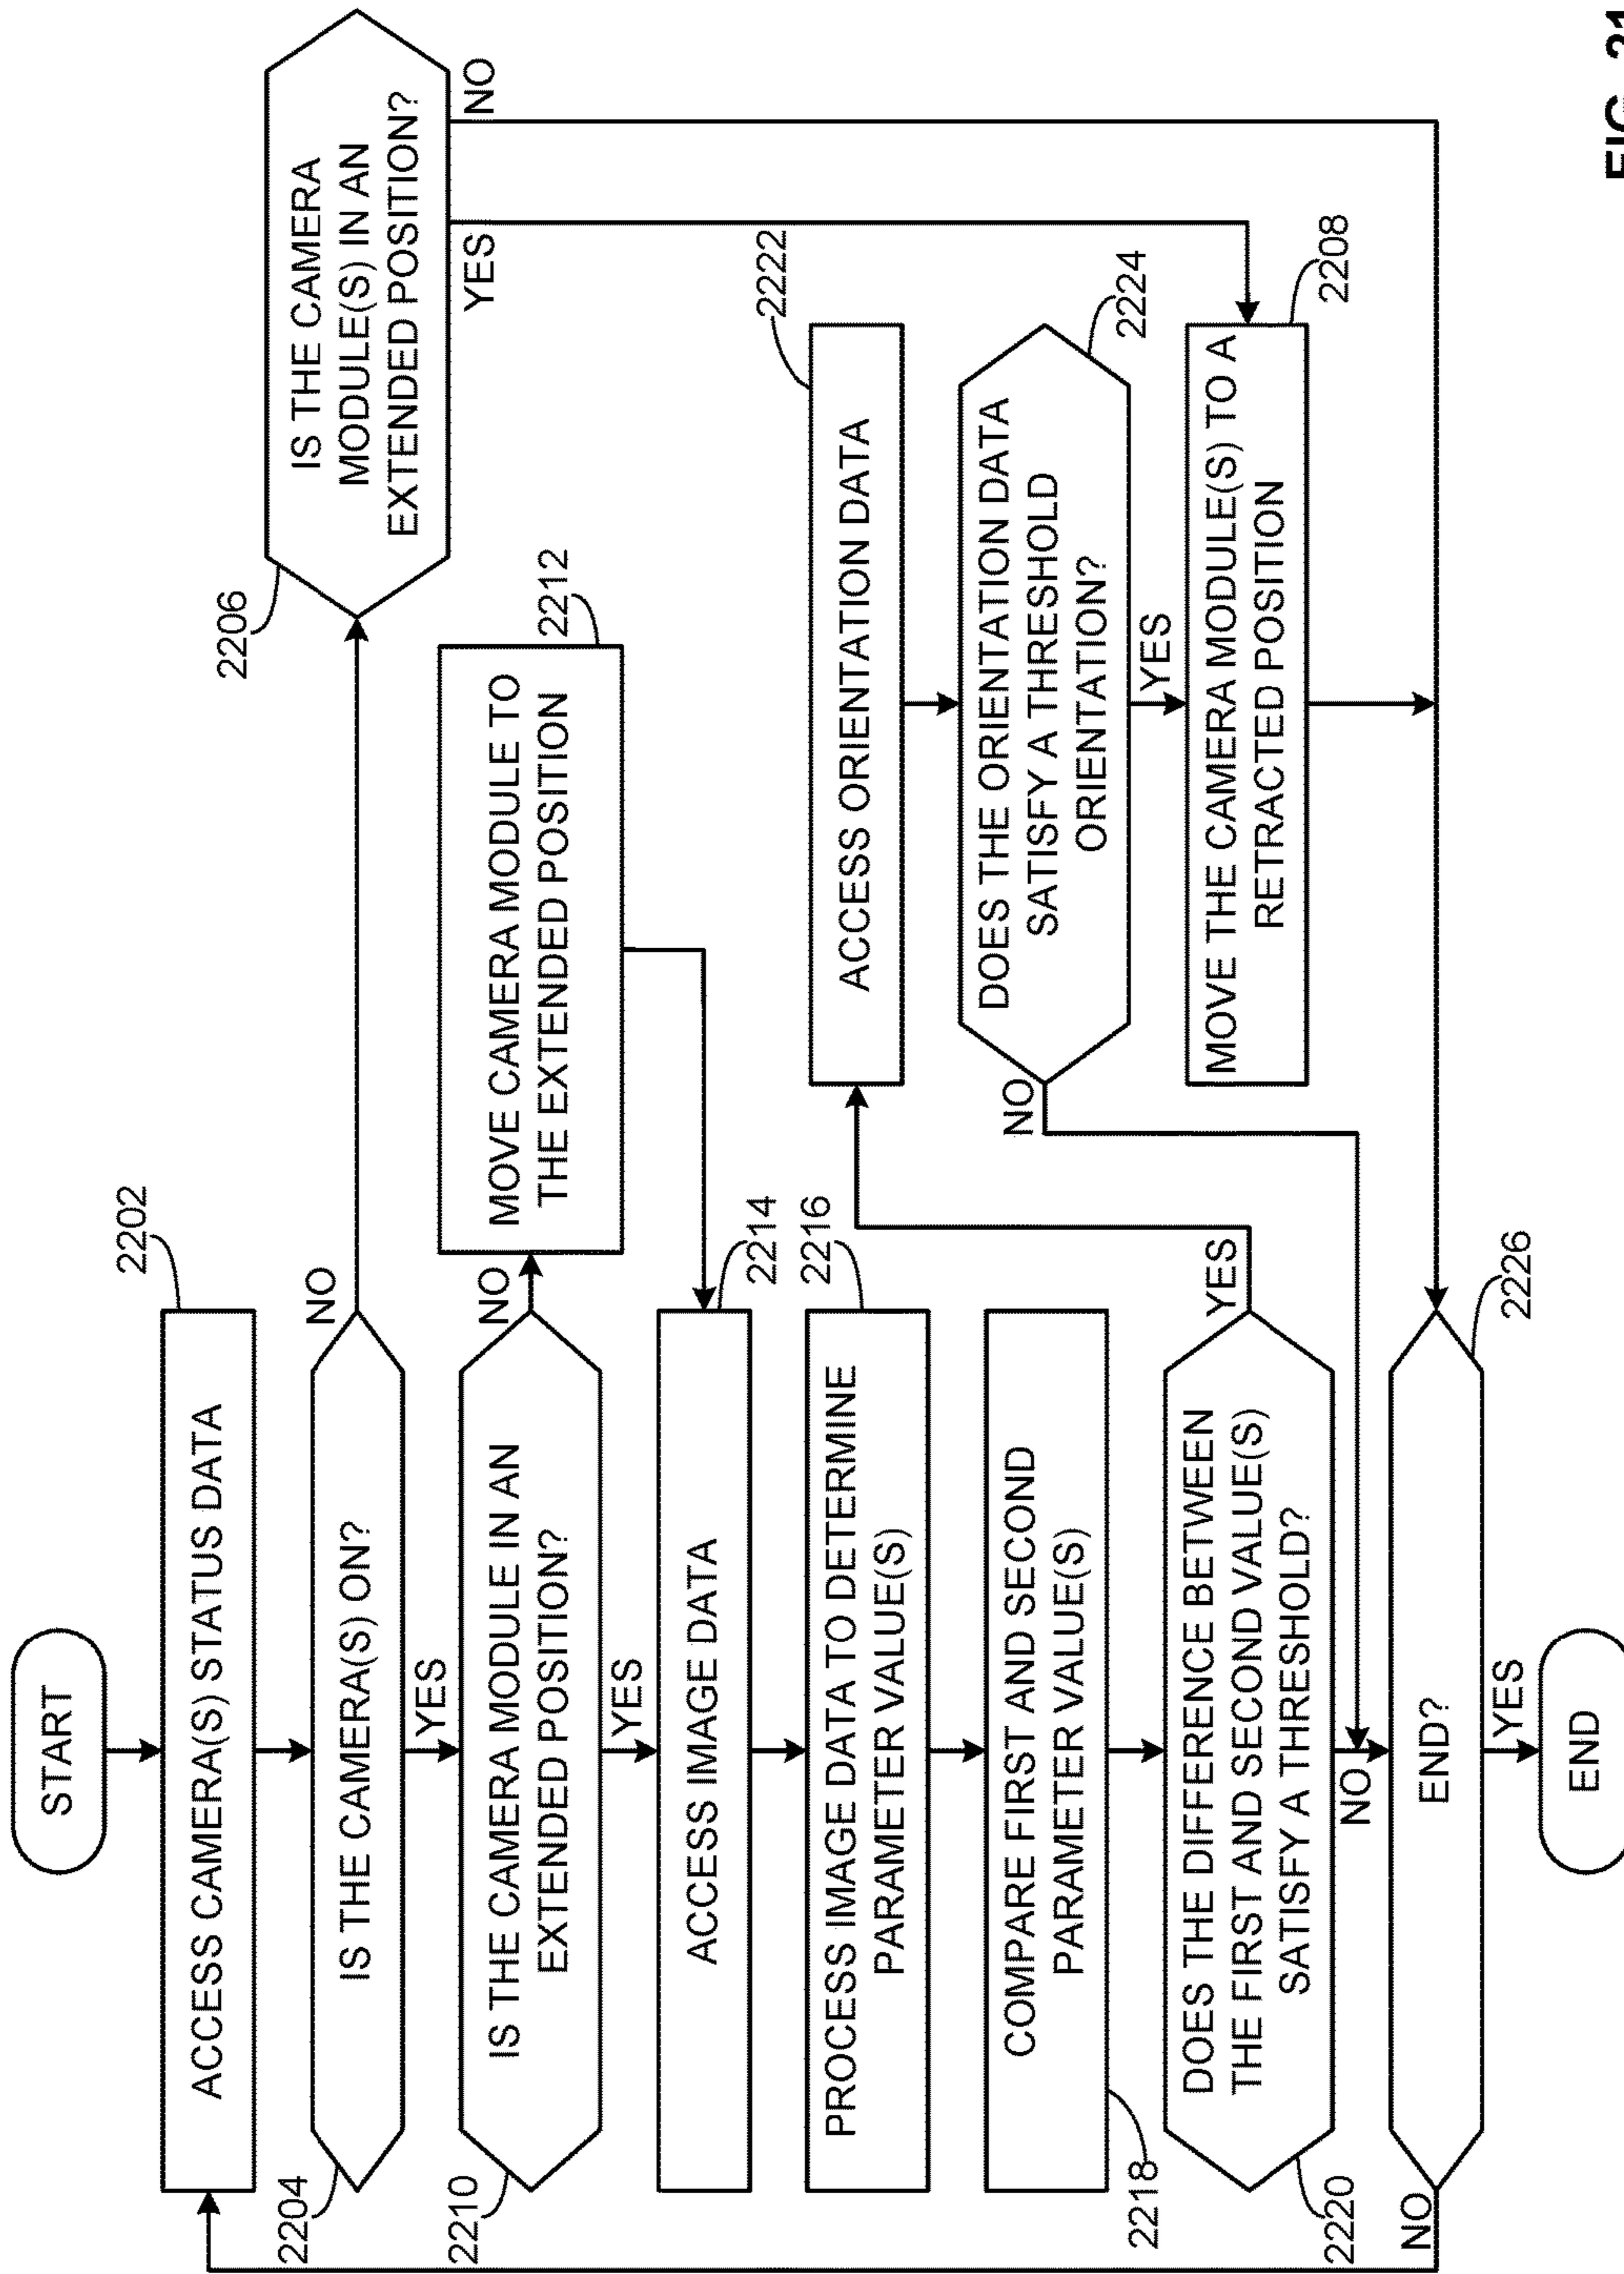 START
2202
ACCESS CAMERA(S) STATUS DATA
2204
IS THE CAMERA(S) ON?
NO
YES
2206
IS THE CAMERA
MODULE(S) IN AN
EXTENDED POSITION?
NO
YES
2210
IS THE CAMERA MODULE IN AN
EXTENDED POSITION?
NO
YES
2212
MOVE CAMERA MODULE TO
THE EXTENDED POSITION
2214
ACCESS IMAGE DATA
2216
PROCESS IMAGE DATA TO DETERMINE
PARAMETER VALUE(S)
2218
COMPARE FIRST AND SECOND
PARAMETER VALUE(S)
2220
DOES THE DIFFERENCE BETWEEN
THE FIRST AND SECOND VALUE(S)
SATISFY A THRESHOLD?
YES
NO
2222
ACCESS ORIENTATION DATA
2224
DOES THE ORIENTATION DATA
SATISFY A THRESHOLD
ORIENTATION?
NO
YES
2208
MOVE THE CAMERA MODULE(S) TO A
RETRACTED POSITION
2226
END?
NO
YES
END
FIG. 21